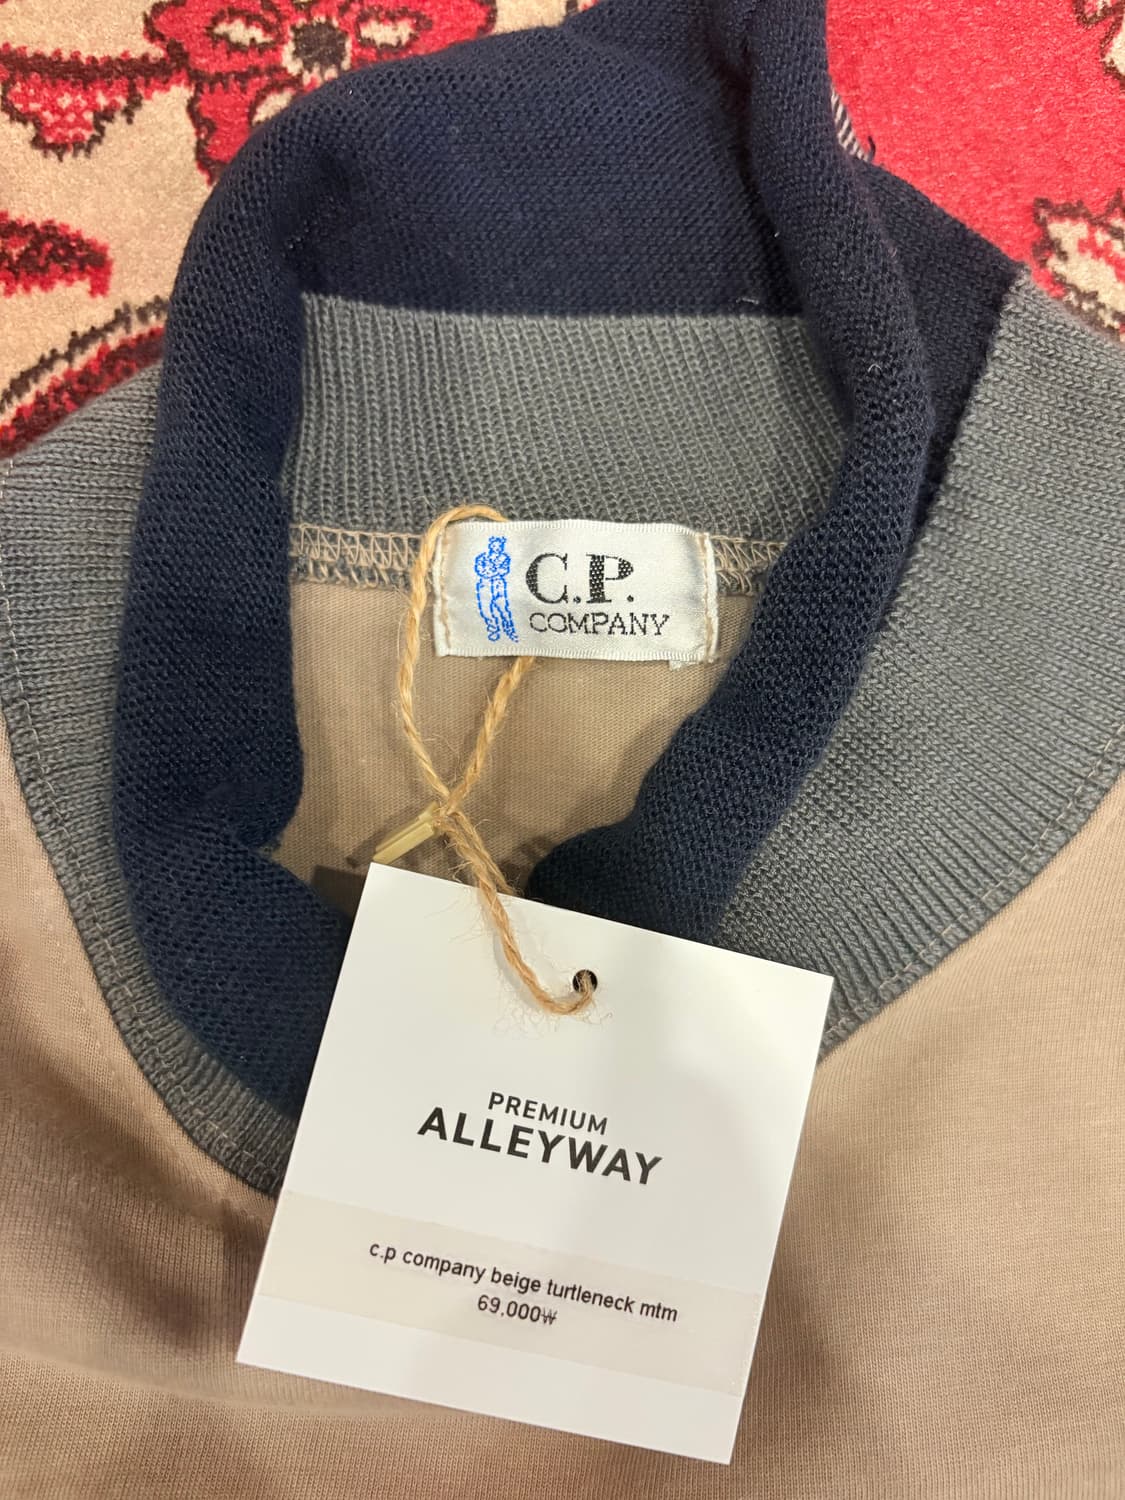 C.P.
COMPANY
PREMIUM
ALLEYWAY
c.p company beige turtleneck mtm
69,000₩